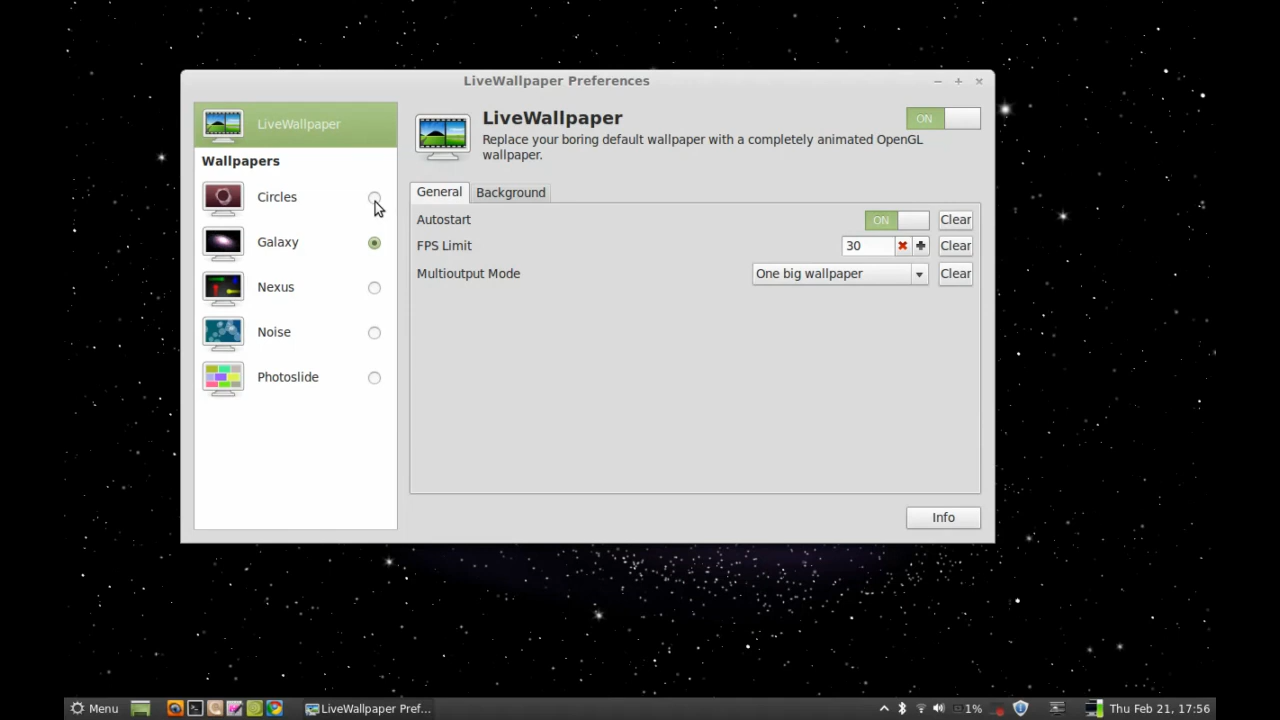 LiveWallpaper Preferences
LiveWallpaper
Wallpapers
Circles
Galaxy
Nexus
Noise
Photoslide
LiveWallpaper
ON
Replace your boring default wallpaper with a completely animated OpenGL
wallpaper.
General Background
Autostart ON Clear
FPS Limit 30 Clear
Multioutput Mode One big wallpaper Clear
Info
Menu LiveWallpaper Pref... 1% Thu Feb 21, 17:56